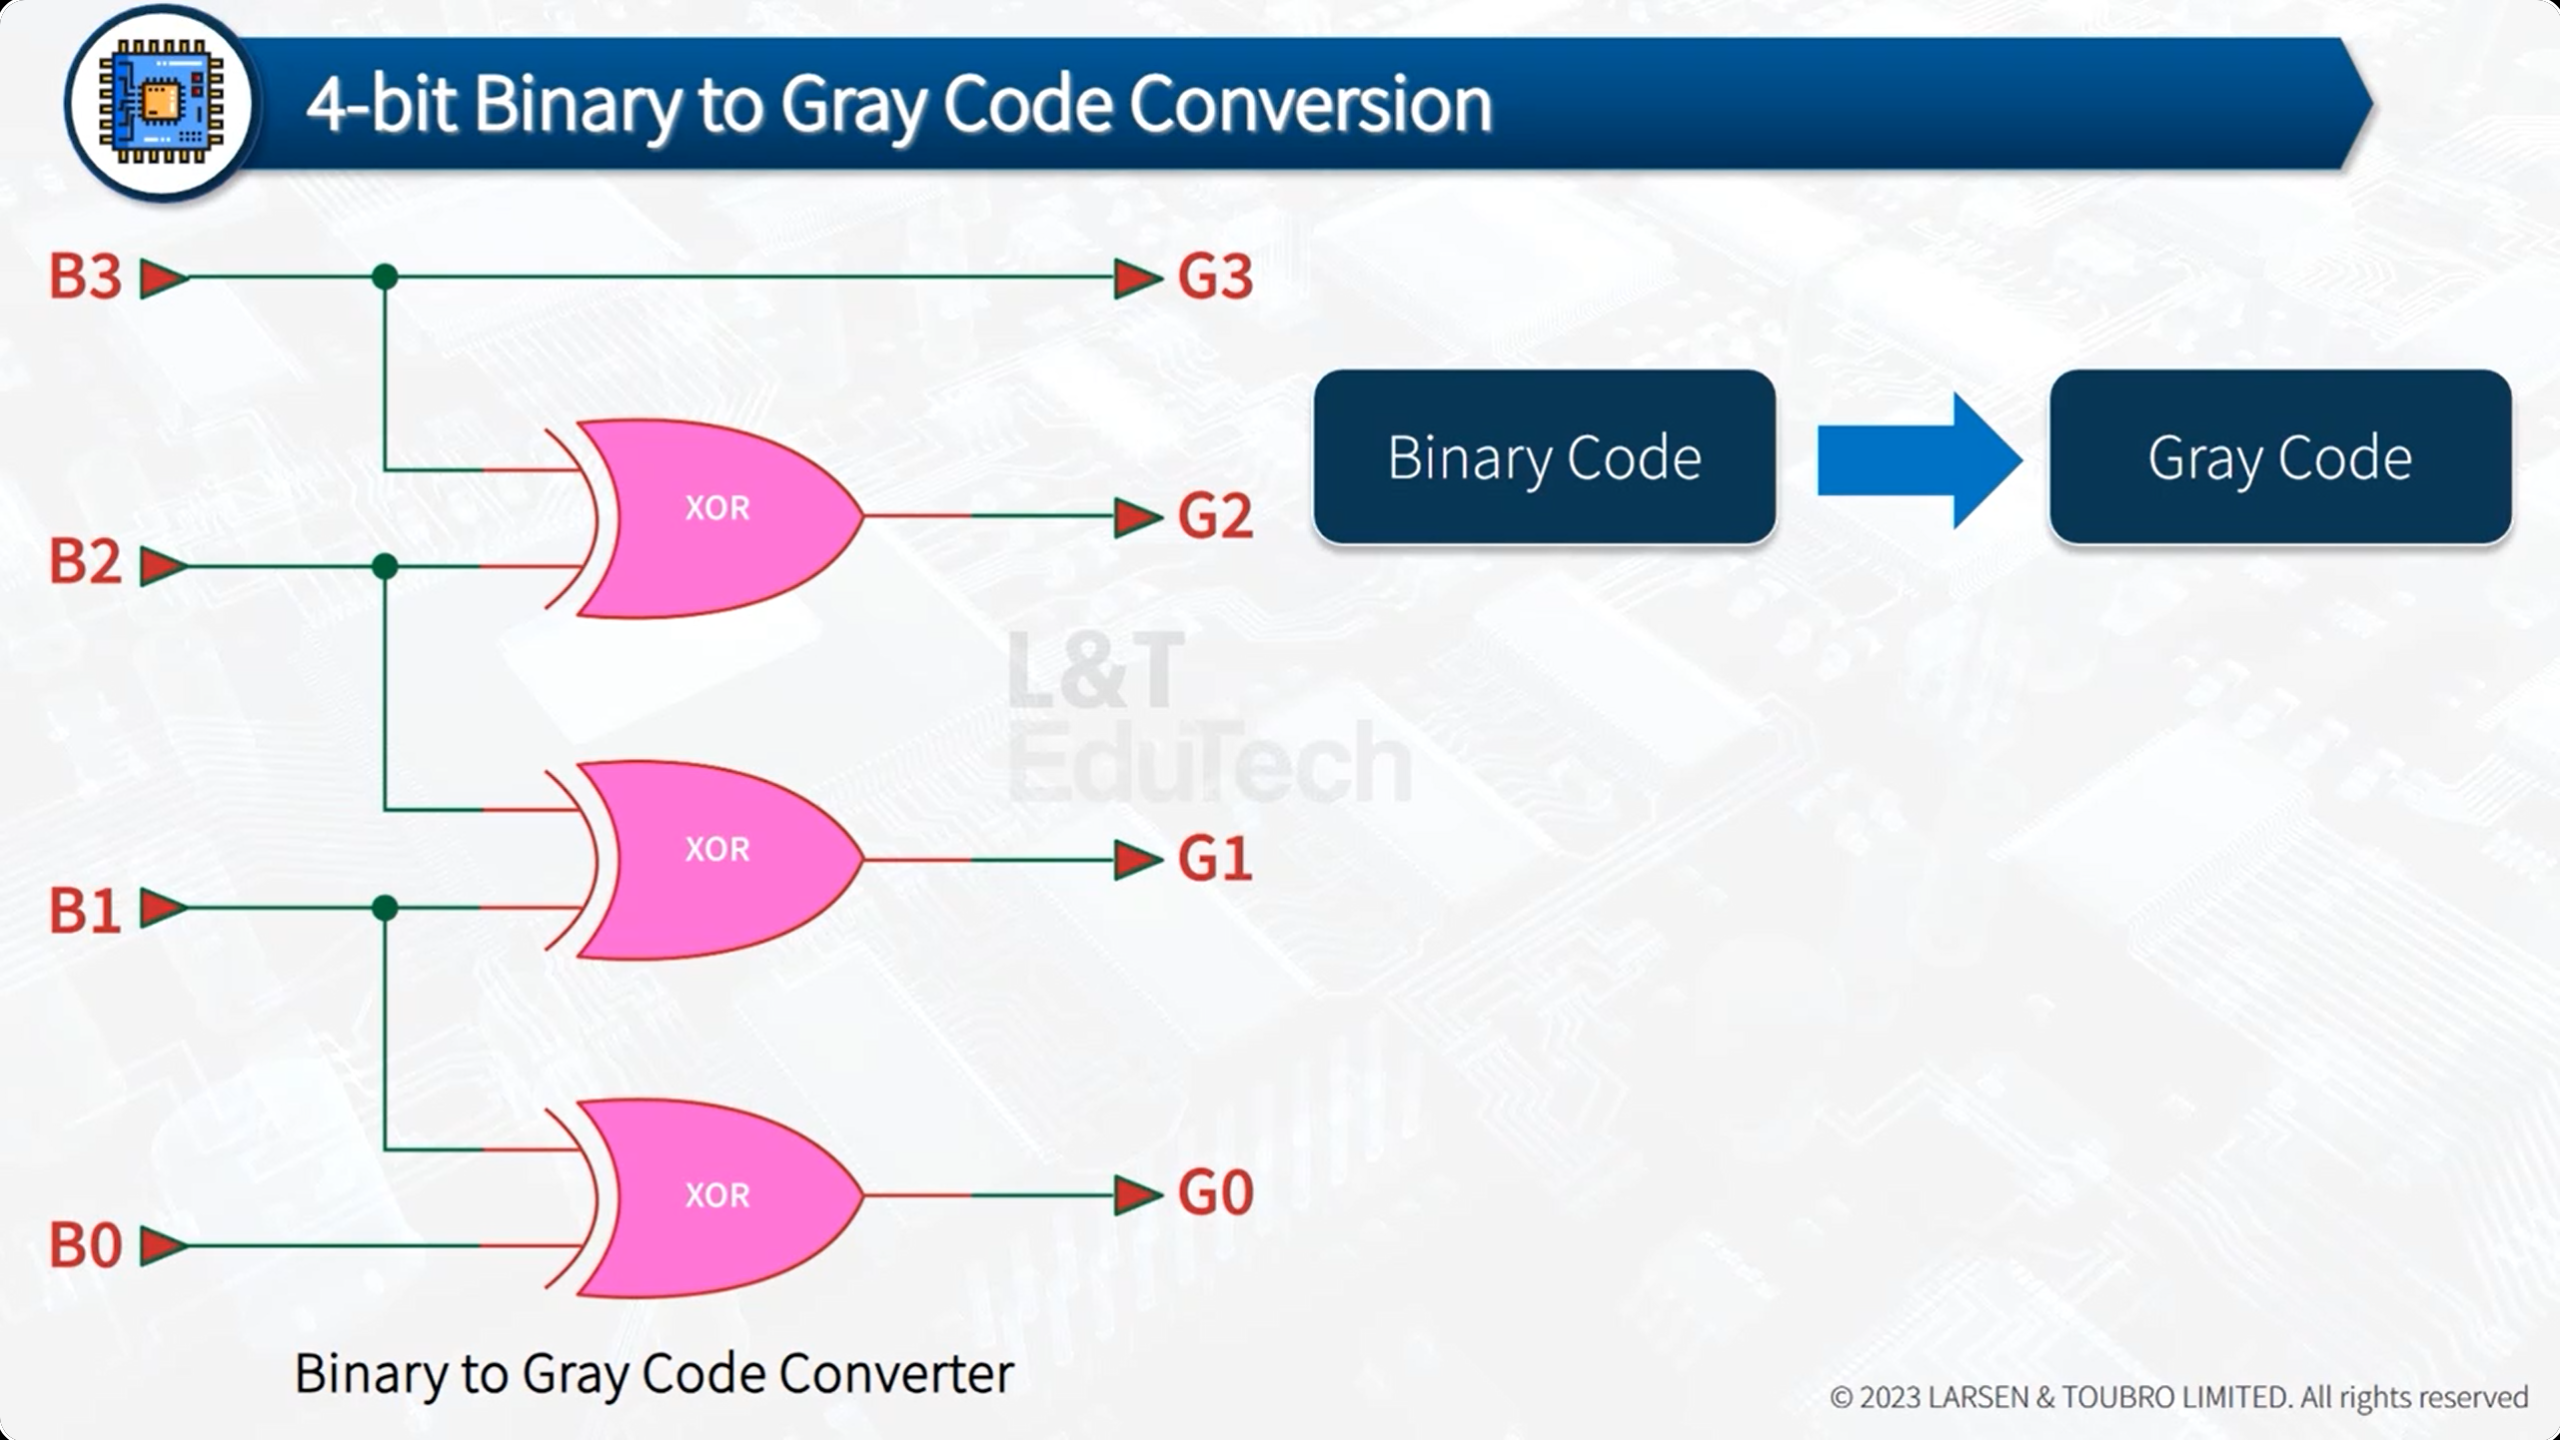 4-bit Binary to Gray Code Conversion
B3
G3
Binary Code
Gray Code
XOR
G2
B2
L&T
EduTech
XOR
G1
B1
XOR
G0
B0
Binary to Gray Code Converter
© 2023 LARSEN & TOUBRO LIMITED. All rights reserved